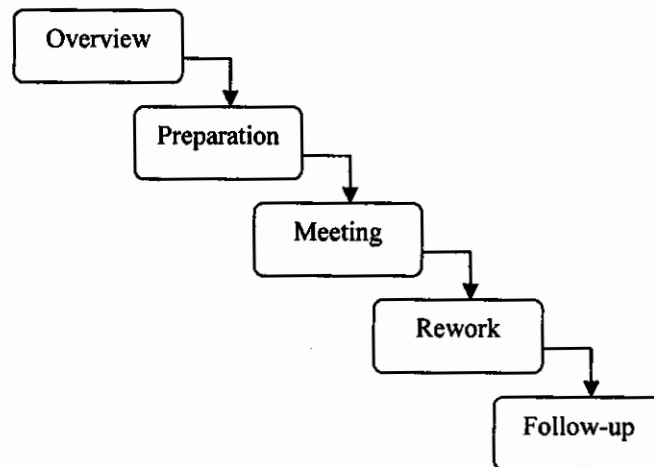 Overview
Preparation
Meeting
Rework
Follow-up